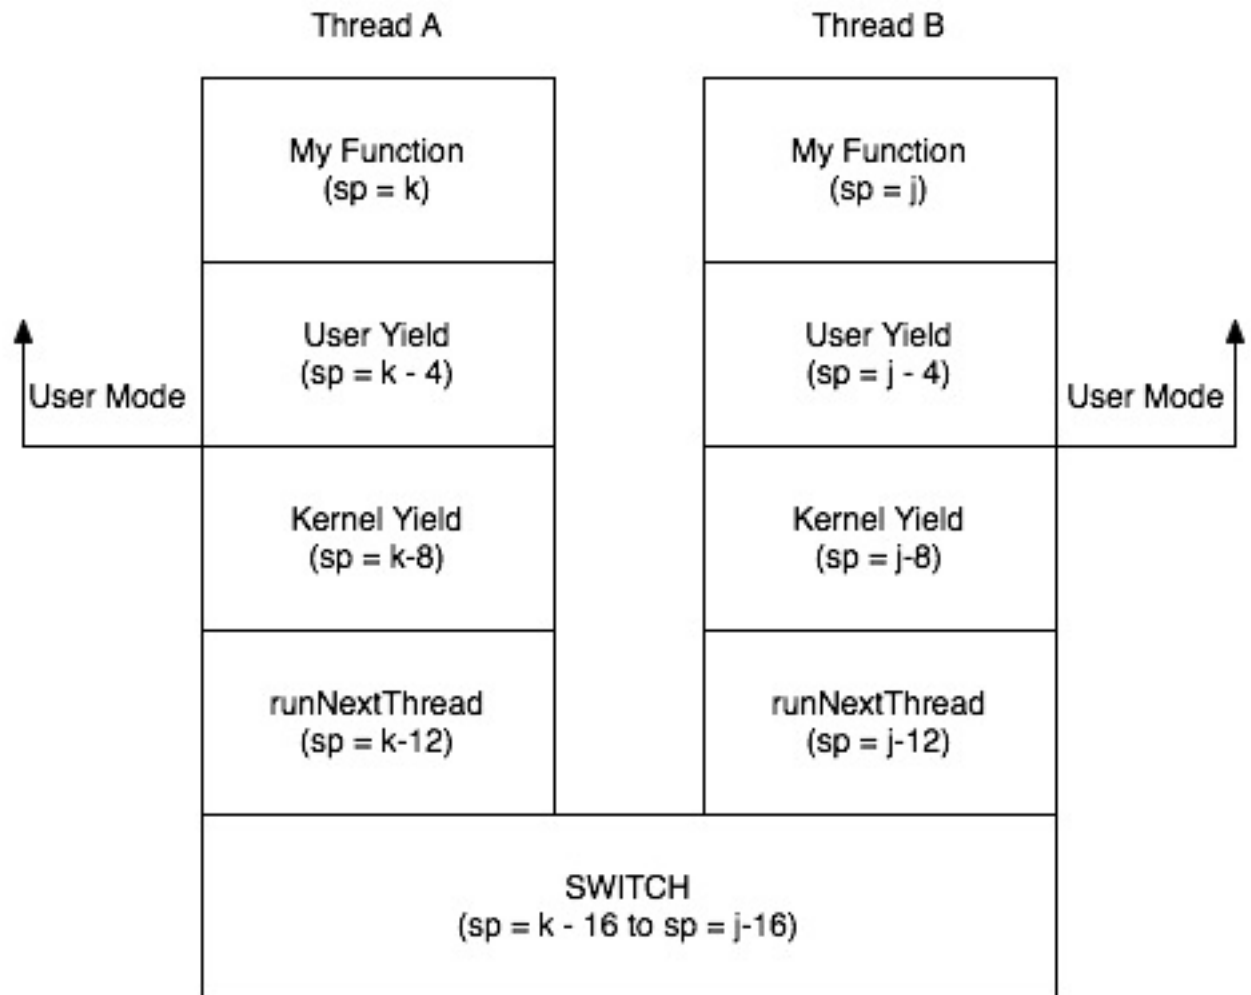 Thread A
Thread B
My Function
(sp = k)
My Function
(sp = j)
User Yield
(sp = k - 4)
User Yield
(sp = j - 4)
User Mode
User Mode
Kernel Yield
(sp = k-8)
Kernel Yield
(sp = j-8)
runNextThread
(sp = k-12)
runNextThread
(sp = j-12)
SWITCH
(sp = k - 16 to sp = j-16)